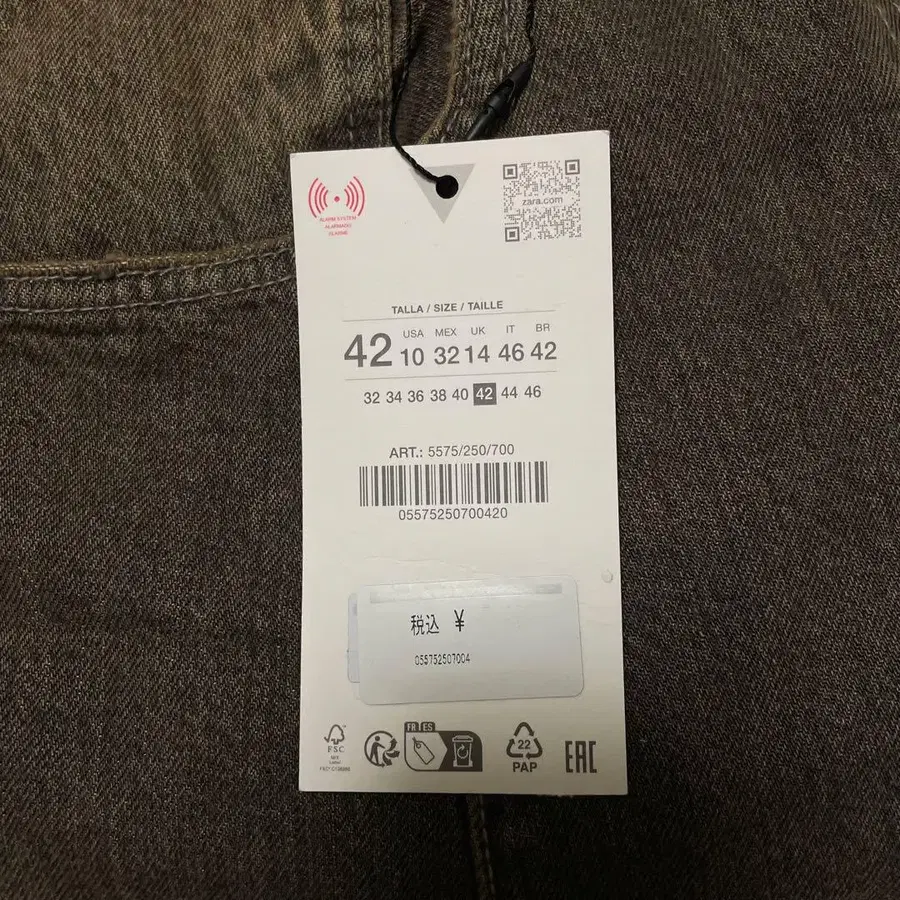 ALARM SYSTEM
ALARMADO
ALARME
zara.com
TALLA / SIZE / TAILLE
USA MEX UK IT BR
42 10 32 14 46 42
32 34 36 38 40 42 44 46
ART.: 5575/250/700
05575250700420
税込 ¥
055752507004
FR ES
FSC
22
PAP
EAC